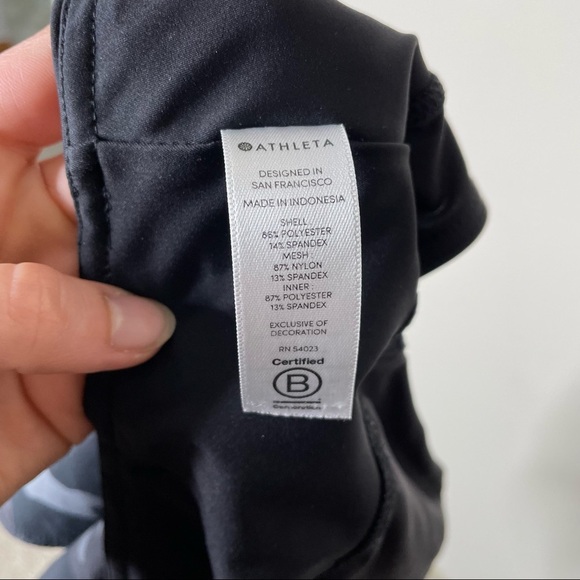 ATHLETA
DESIGNED IN
SAN FRANCISCO
MADE IN INDONESIA
SHELL
86% POLYESTER
14% SPANDEX
MESH :
87% NYLON
13% SPANDEX
INNER :
87% POLYESTER
13% SPANDEX
EXCLUSIVE OF
DECORATION
RN 54023
Certified
B